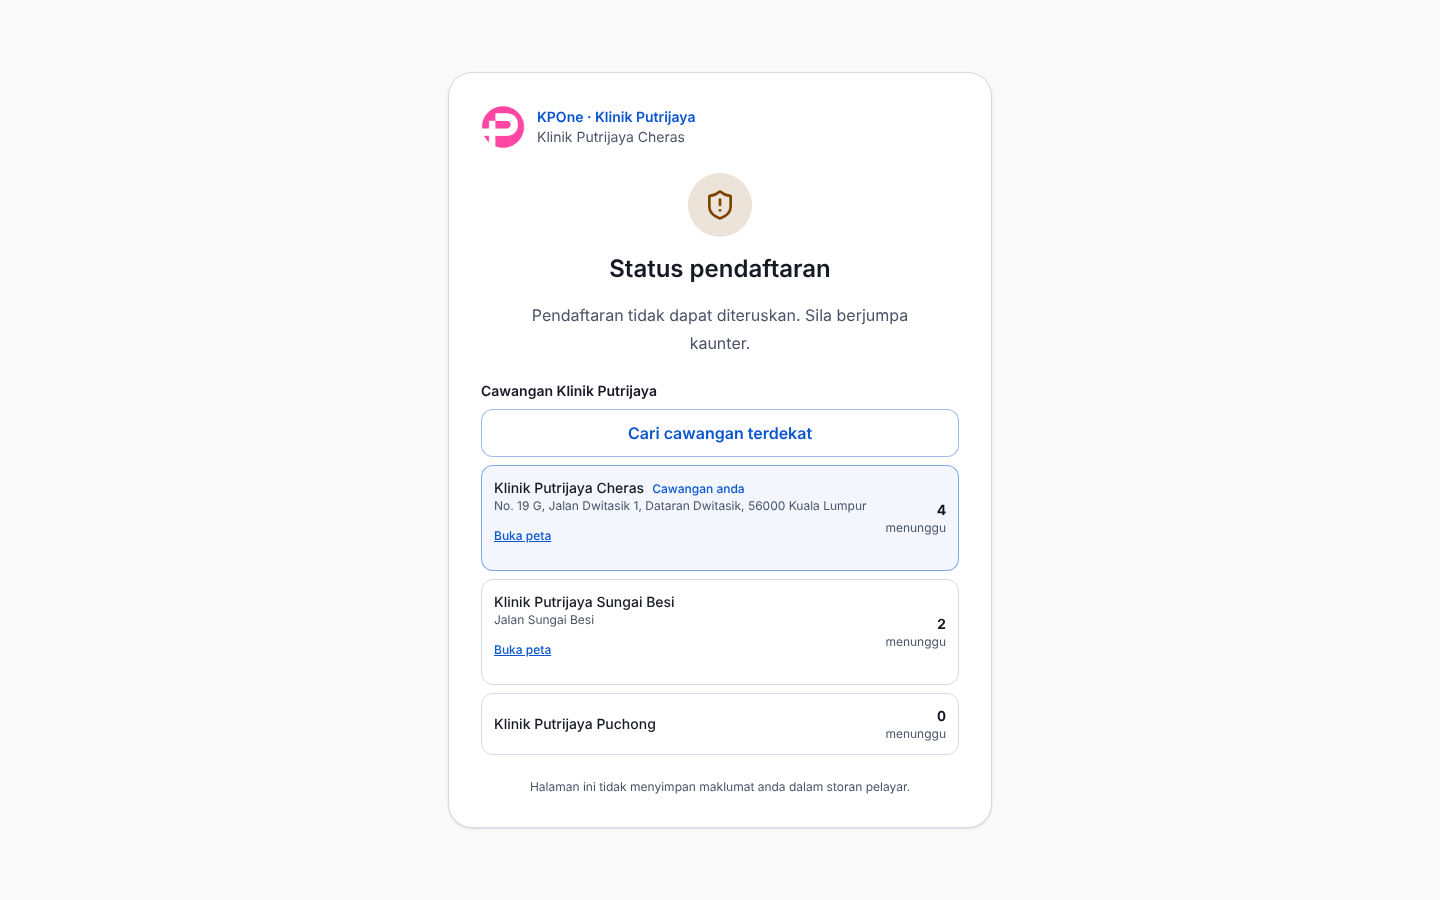 KPOne · Klinik Putrijaya
Klinik Putrijaya Cheras
Status pendaftaran
Pendaftaran tidak dapat diteruskan. Sila berjumpa
kaunter.
Cawangan Klinik Putrijaya
Cari cawangan terdekat
Klinik Putrijaya Cheras Cawangan anda
No. 19 G, Jalan Dwitasik 1, Dataran Dwitasik, 56000 Kuala Lumpur
Buka peta
4
menunggu
Klinik Putrijaya Sungai Besi
Jalan Sungai Besi
Buka peta
2
menunggu
Klinik Putrijaya Puchong
0
menunggu
Halaman ini tidak menyimpan maklumat anda dalam storan pelayar.